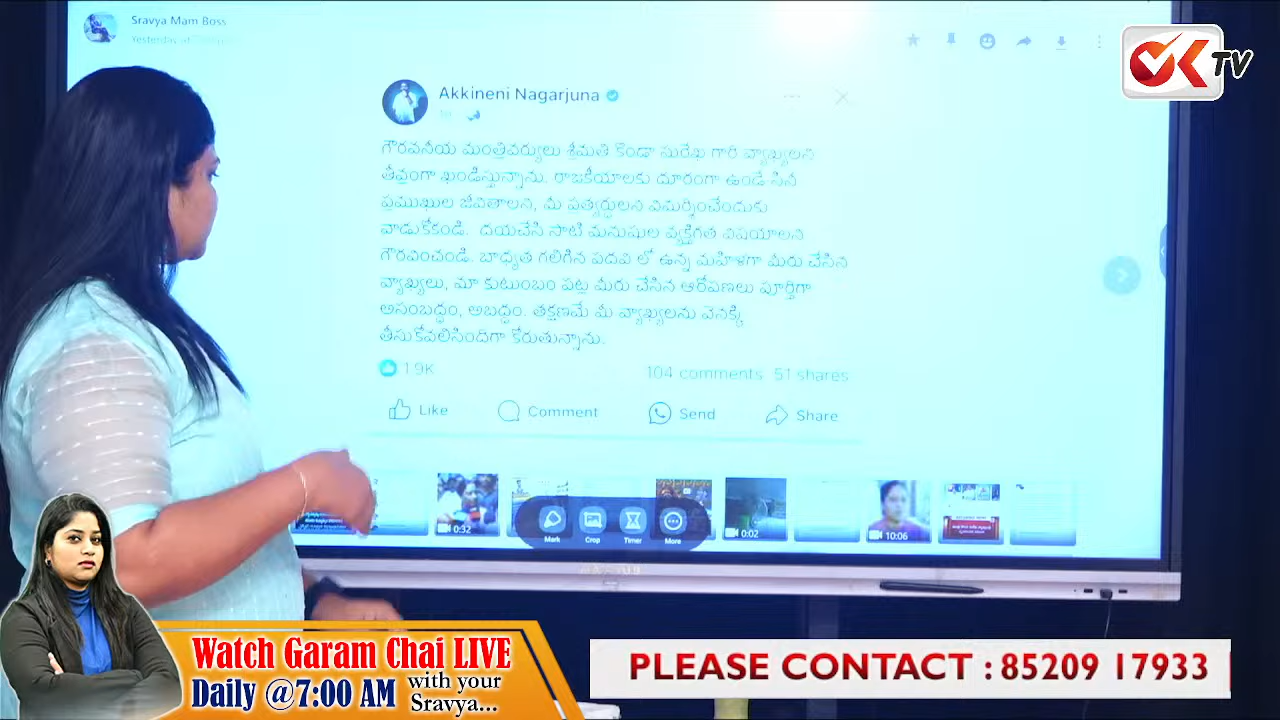 Sravya Mam Boss
Yesterday at
OK TV
Akkineni Nagarjuna
గౌరవనీయ మంత్రివర్యులు శ్రీమతి కొండా సురేఖ గారి వ్యాఖ్యలని
తీవ్రంగా ఖండిస్తున్నాను. రాజకీయాలకు దూరంగా ఉండే సినీ
ప్రముఖుల జీవితాలని, మీ ప్రత్యర్థులని విమర్శించేందుకు
వాడుకోకండి. దయచేసి సాటి మనుషుల వ్యక్తిగత విషయాలని
గౌరవించండి. బాధ్యత గలిగిన పదవి లో ఉన్న మహిళగా మీరు చేసిన
వ్యాఖ్యలు, మా కుటుంబం పట్ల మీరు చేసిన ఆరోపణలు పూర్తిగా
అసంబద్ధం, అబద్ధం. తక్షణమే మీ వ్యాఖ్యలను వెనక్కి
తీసుకోవలిసిందిగా కోరుతున్నాను.
1.9K
104 comments 51 shares
Like Comment Send Share
0:32
0:02
10:06
Mark Crop Timer More
Watch Garam Chai LIVE
Daily @7:00 AM with your
Sravya...
PLEASE CONTACT : 85209 17933